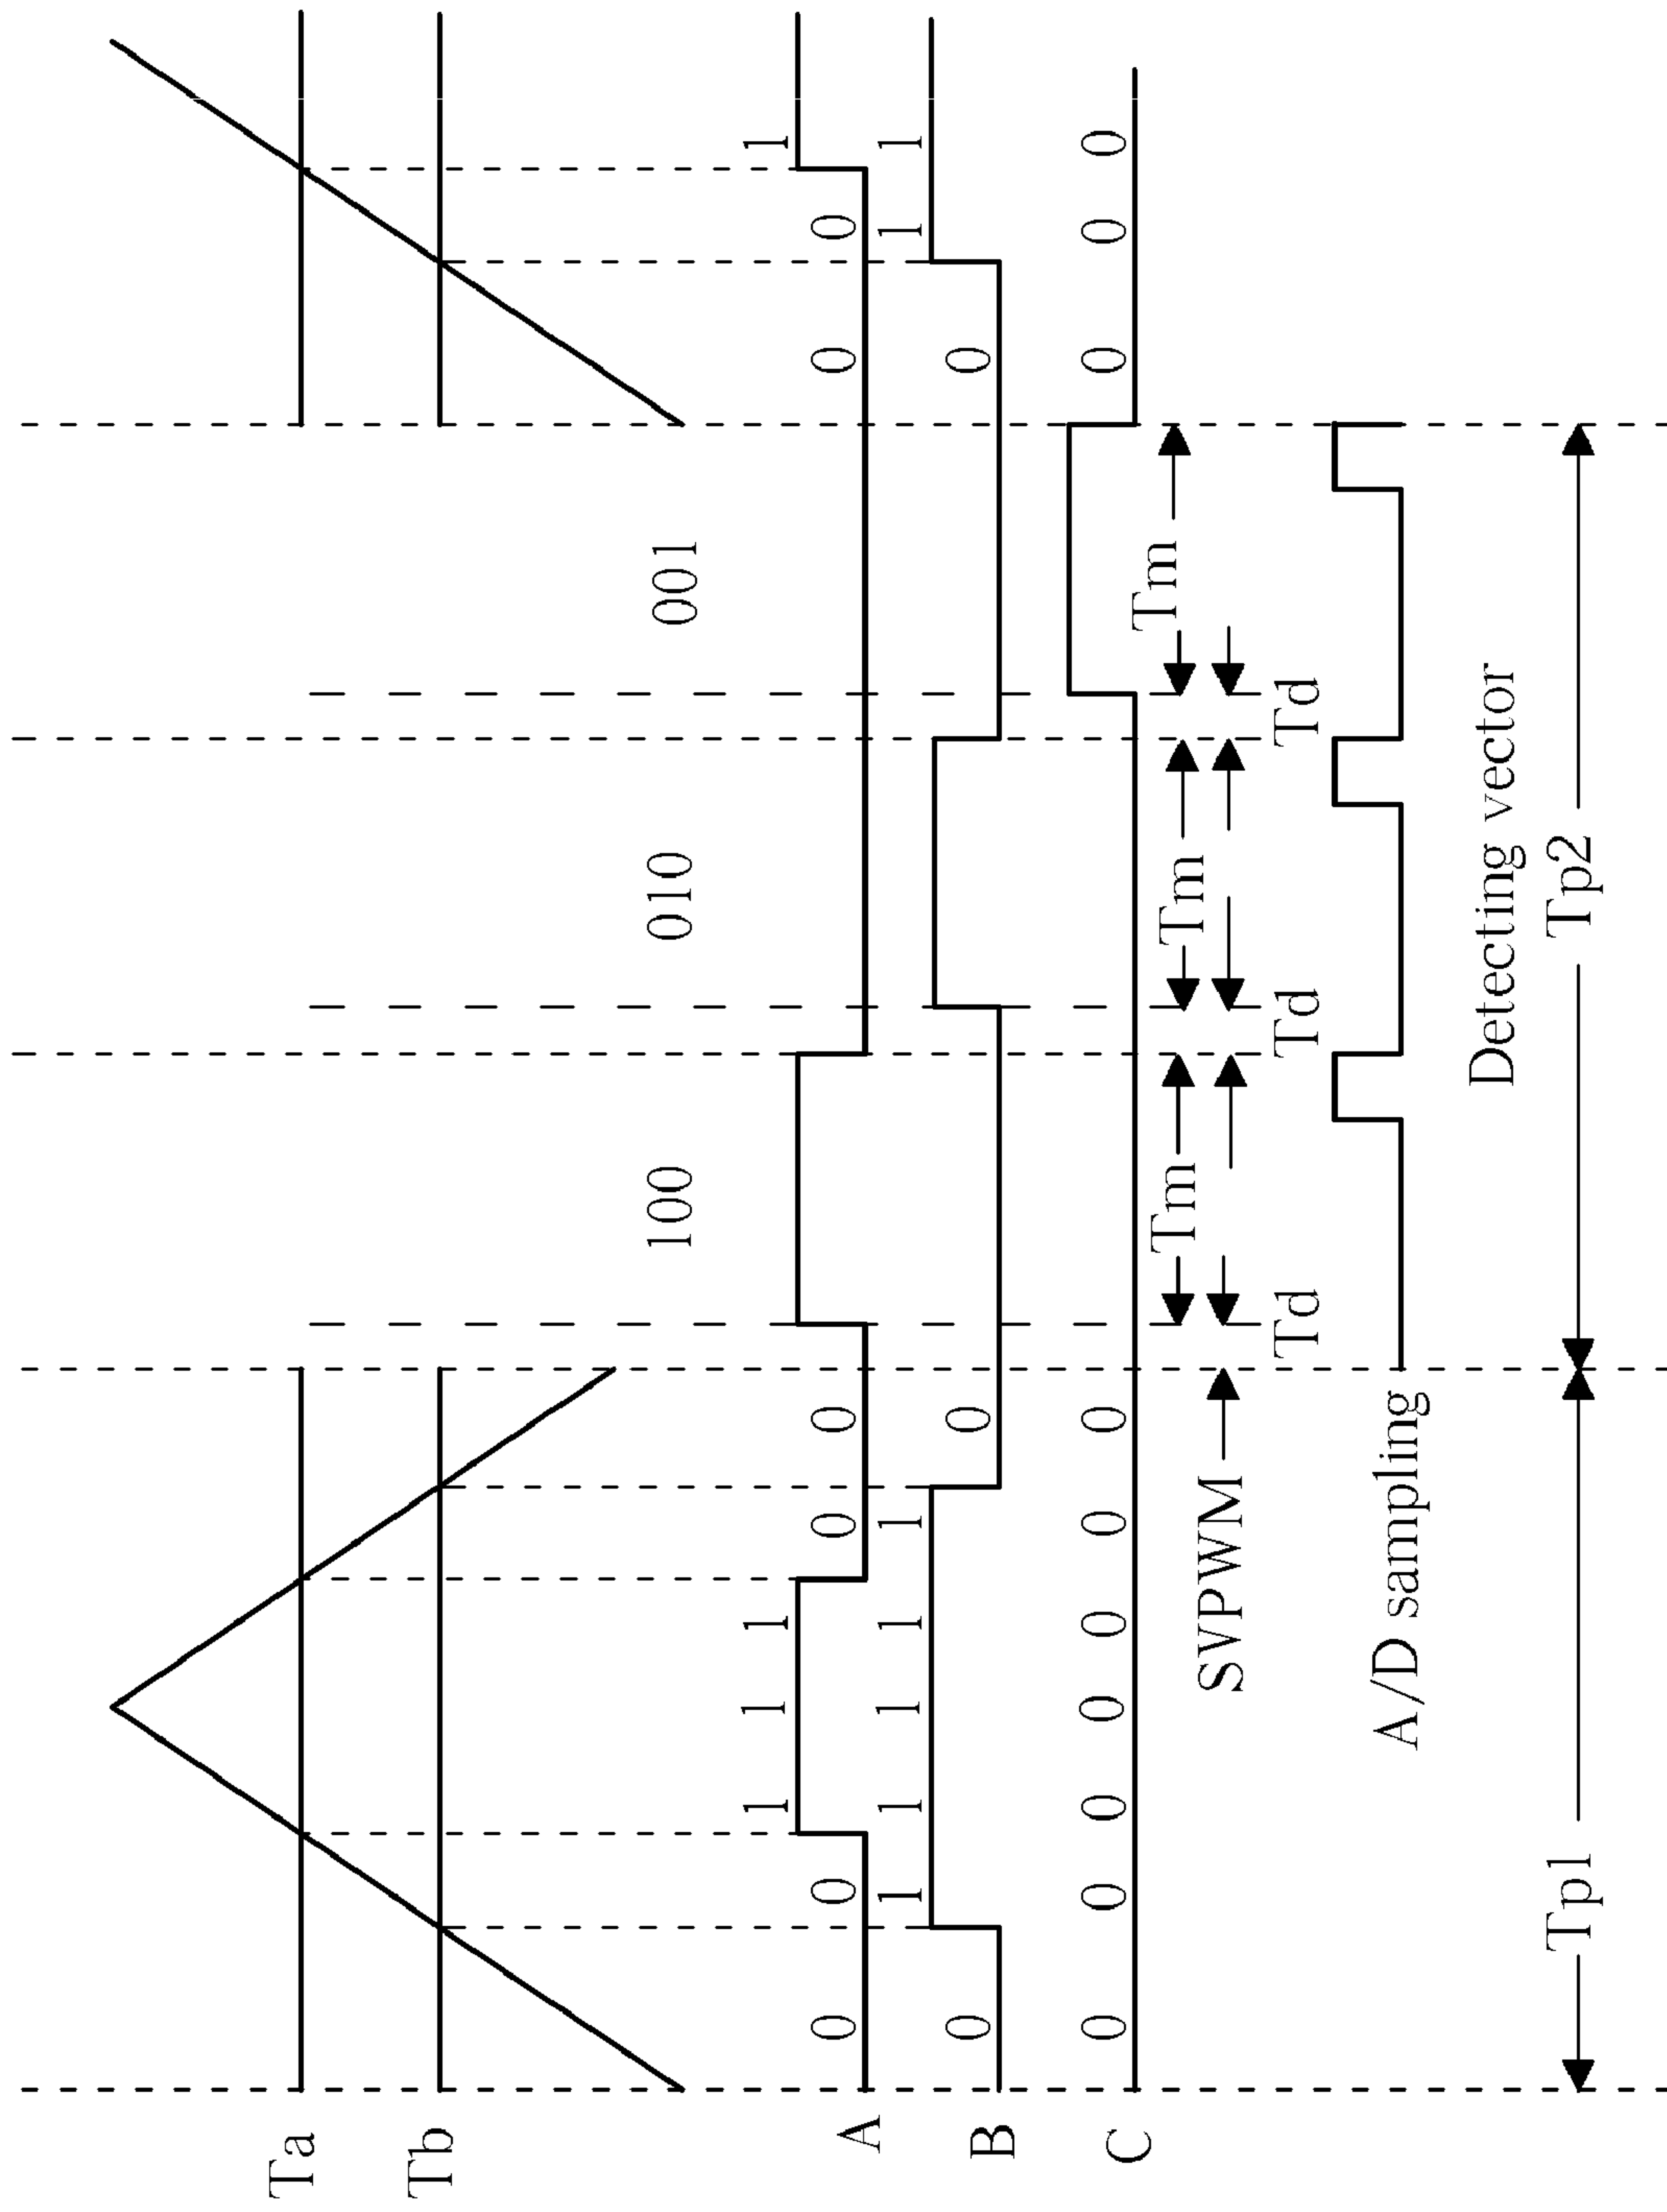 Ta
Tb
100 010 001
A 0 0 1 1 1 0 0 0 0 1
B 0 1 1 1 1 1 0 0 1 1
C 0 0 0 0 0 0 0 0 0 0
Tm Tm Tm
SVPWM
Td Td Td
A/D sampling
Detecting vector
Tp1 Tp2